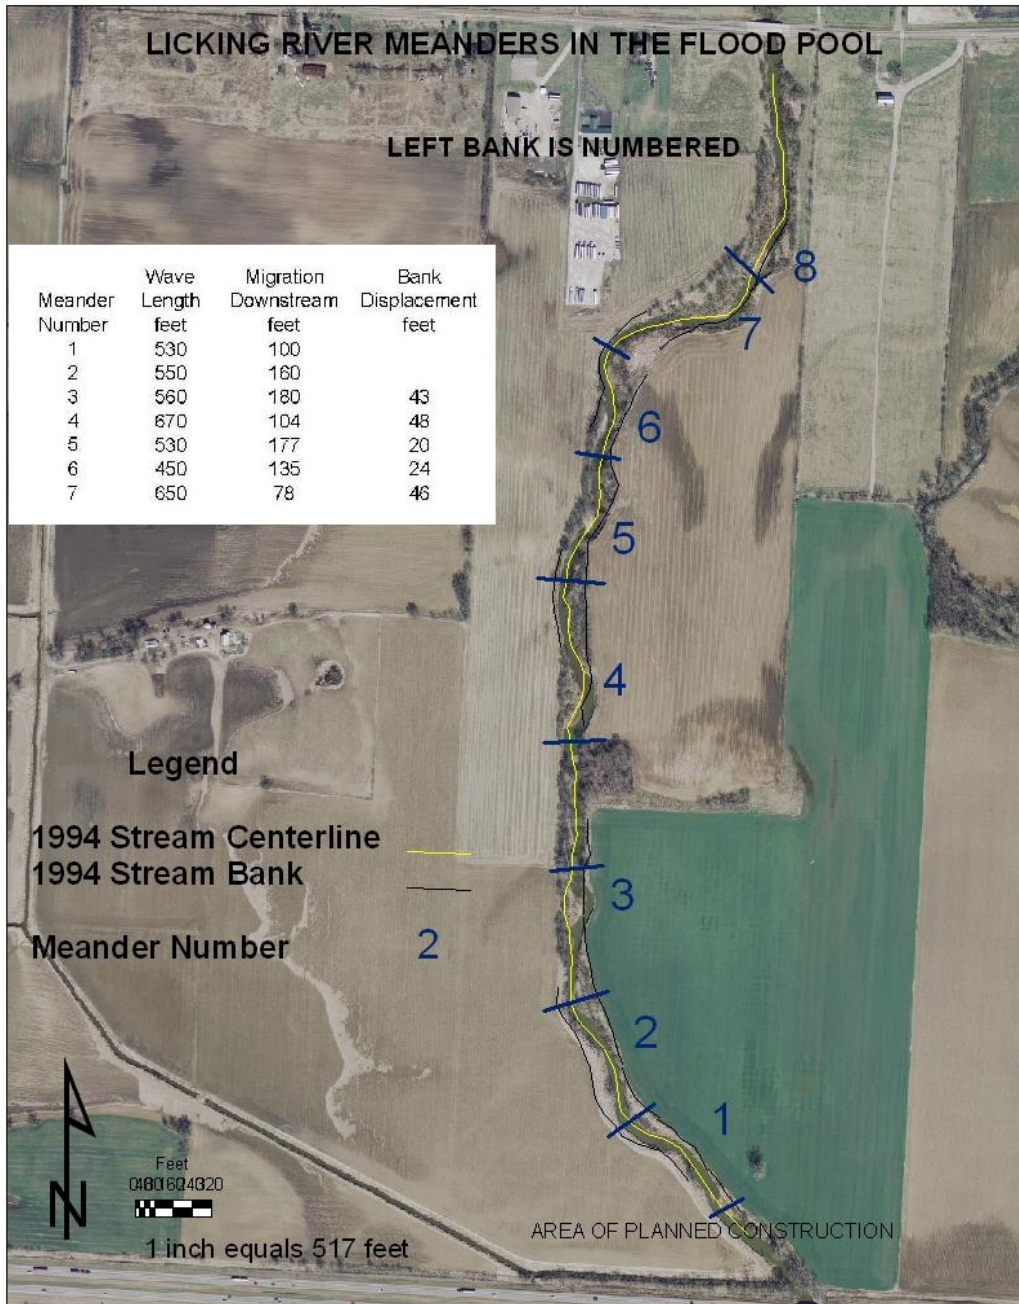 LICKING RIVER MEANDERS IN THE FLOOD POOL
LEFT BANK IS NUMBERED
8
7
6
5
4
3
2
1
Meander Number Wave Length feet Migration Downstream feet Bank Displacement feet
1 530 100
2 550 160
3 560 180 43
4 670 104 48
5 530 177 20
6 450 135 24
7 650 78 46
Legend
1994 Stream Centerline
1994 Stream Bank
Meander Number 2
N
Feet
1 inch equals 517 feet
AREA OF PLANNED CONSTRUCTION